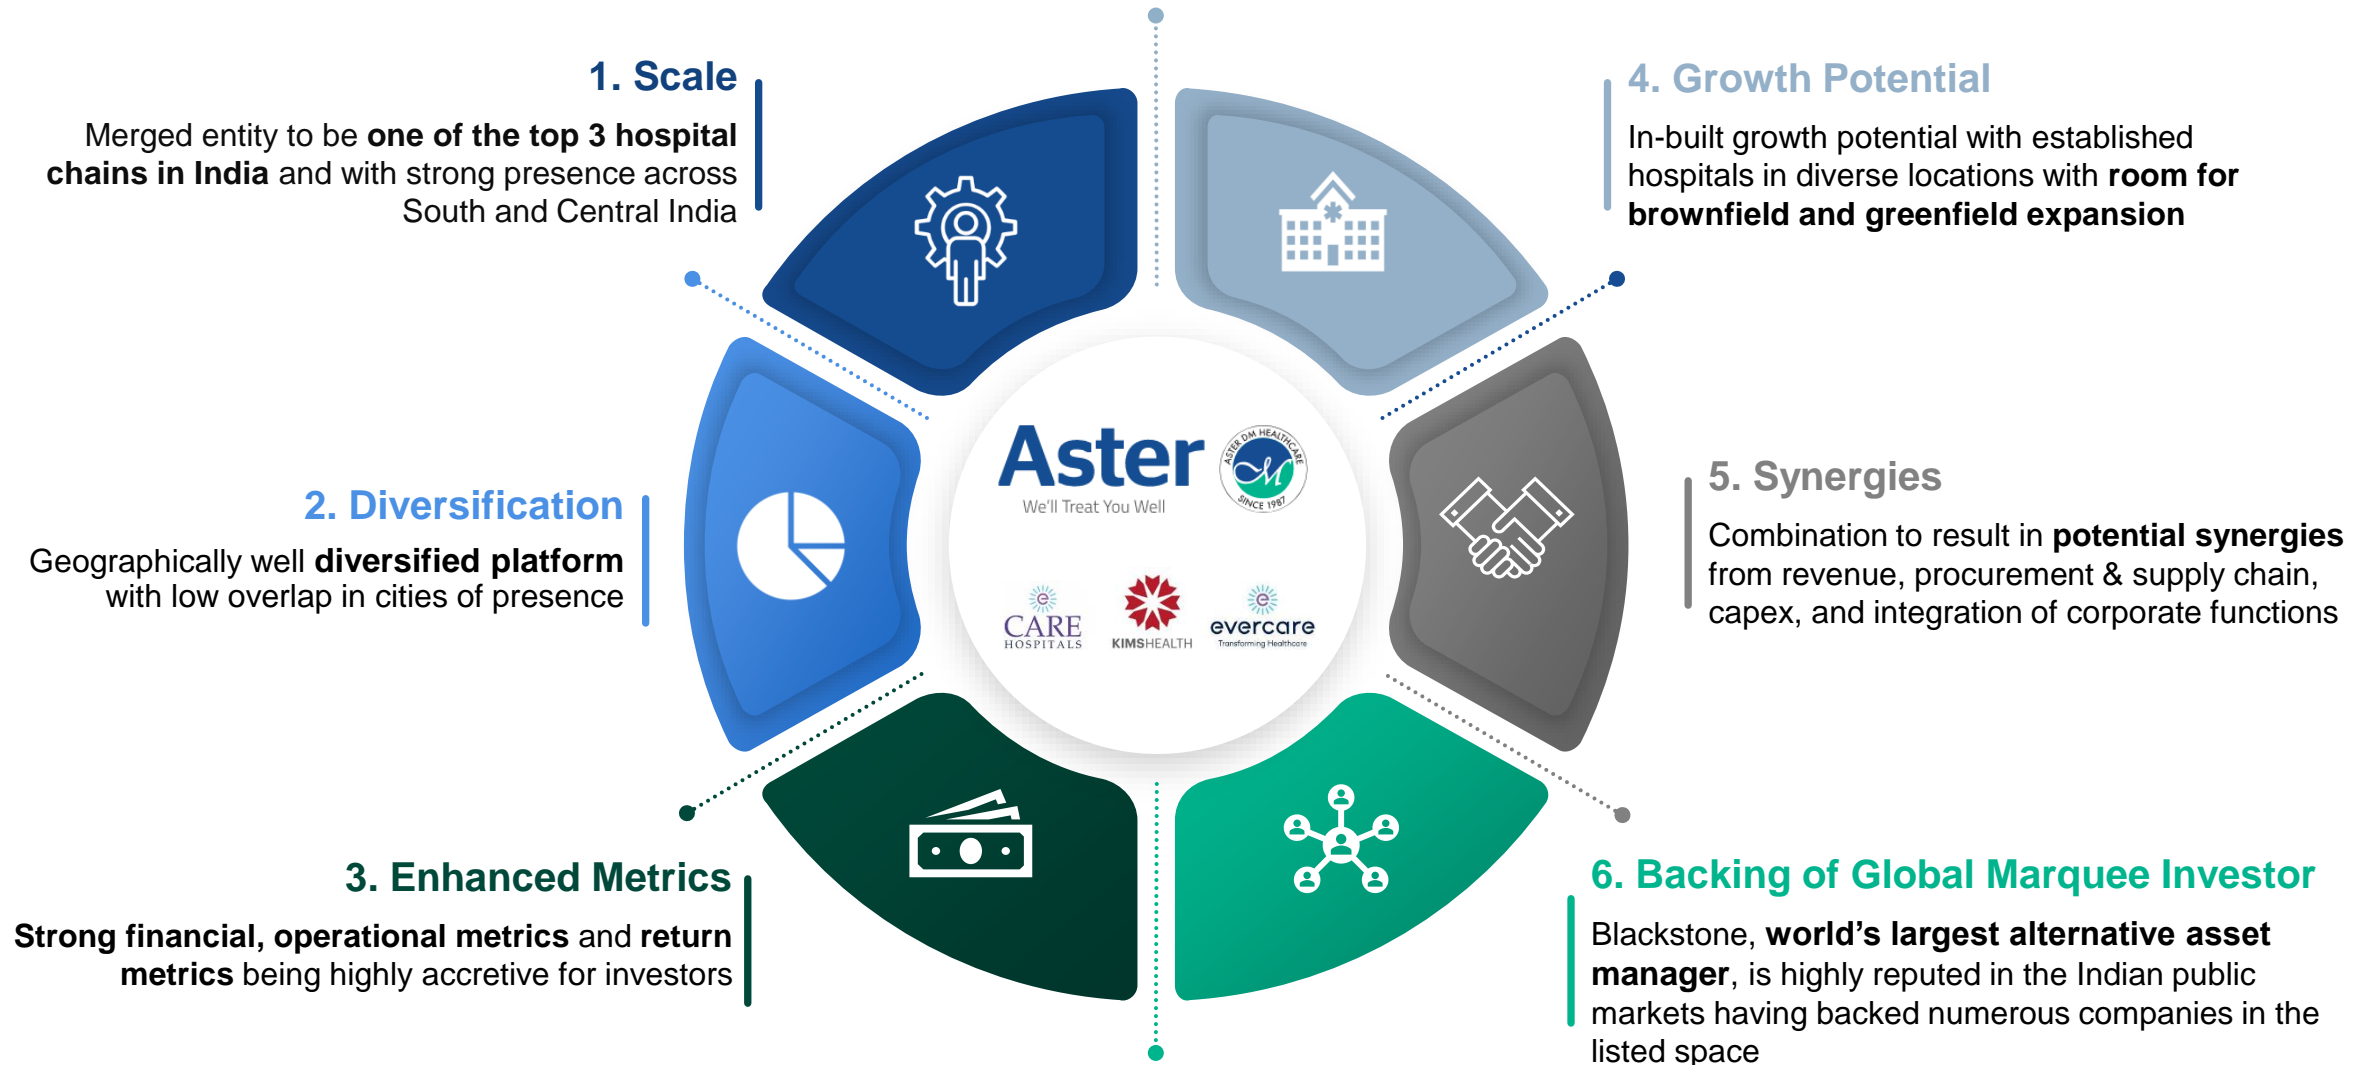 1. Scale
Merged entity to be one of the top 3 hospital
chains in India and with strong presence across
South and Central India
2. Diversification
Geographically well diversified platform
with low overlap in cities of presence
3. Enhanced Metrics
Strong financial, operational metrics and return
metrics being highly accretive for investors
4. Growth Potential
In-built growth potential with established
hospitals in diverse locations with room for
brownfield and greenfield expansion
5. Synergies
Combination to result in potential synergies
from revenue, procurement & supply chain,
capex, and integration of corporate functions
6. Backing of Global Marquee Investor
Blackstone, world’s largest alternative asset
manager, is highly reputed in the Indian public
markets having backed numerous companies in the
listed space
Aster
We’ll Treat You Well
ASTER DM HEALTHCARE
SINCE 1987
CARE
HOSPITALS
KIMSHEALTH
evercare
Transforming Healthcare